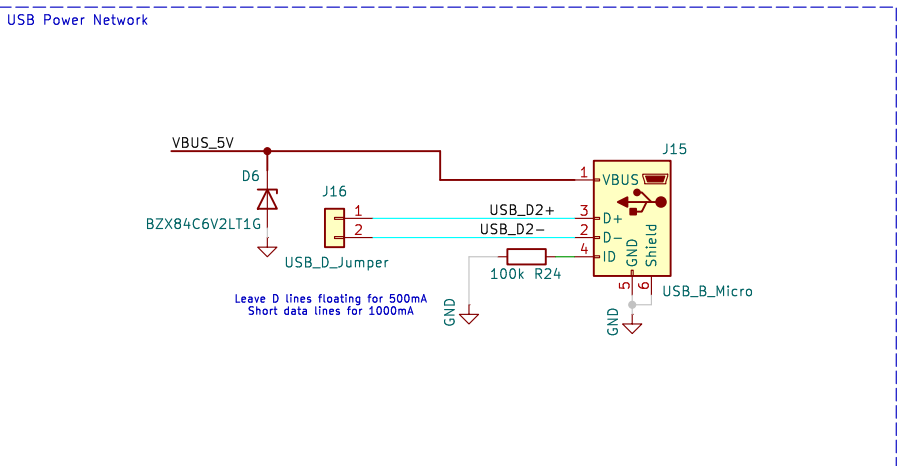 USB Power Network
VBUS_5V
J15
D6
1
VBUS
J16
BZX84C6V2LT1G
1
USB_D2+
3
D+
2
USB_D2-
2
D-
4
ID
GND
Shield
USB_D_Jumper
100k R24
5
6
USB_B_Micro
Leave D lines floating for 500mA
Short data lines for 1000mA
GND
GND